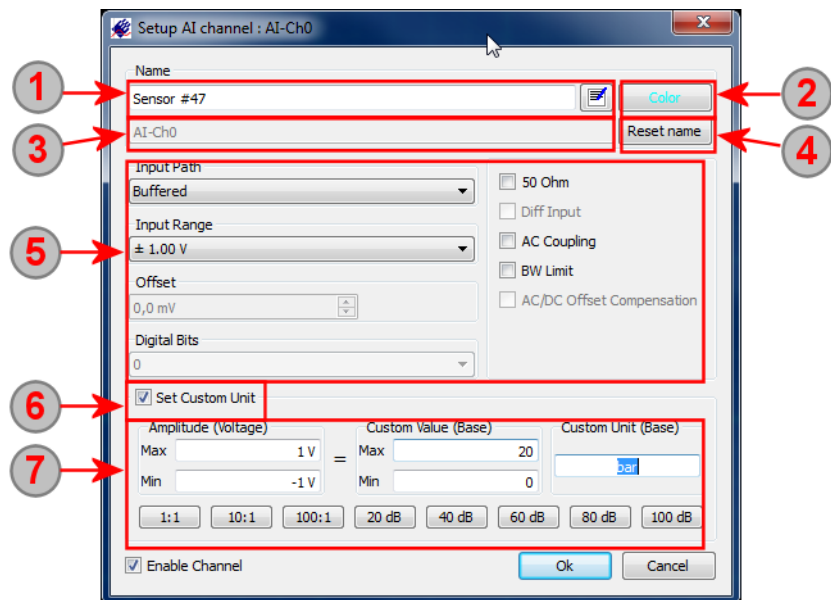 Setup AI channel : AI-Ch0
Name
1
Sensor #47
Color
2
3
AI-Ch0
Reset name
4
5
Input Path
Buffered
Input Range
± 1.00 V
Offset
0,0 mV
Digital Bits
0
50 Ohm
Diff Input
AC Coupling
BW Limit
AC/DC Offset Compensation
6
Set Custom Unit
7
Amplitude (Voltage)
Max 1 V
Min -1 V
=
Custom Value (Base)
Max 20
Min 0
Custom Unit (Base)
bar
1:1 10:1 100:1 20 dB 40 dB 60 dB 80 dB 100 dB
Enable Channel
Ok
Cancel